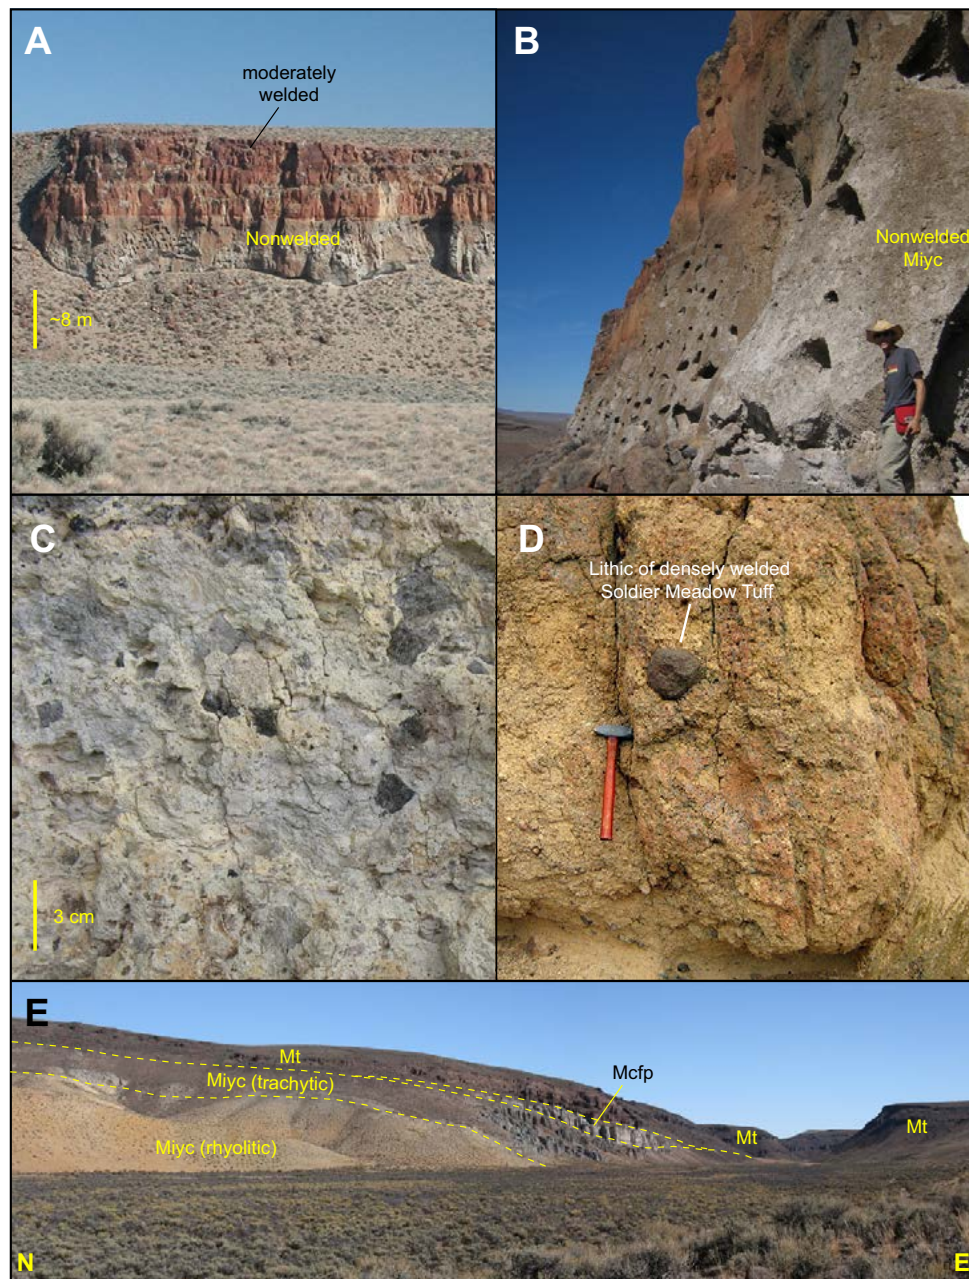 A
moderately
welded
Nonwelded
~8 m
B
Nonwelded
Miyc
C
3 cm
D
Lithic of densely welded
Soldier Meadow Tuff
E
Mt
Miyc (trachytic)
Mcfp
Mt
Mt
Miyc (rhyolitic)
N
E